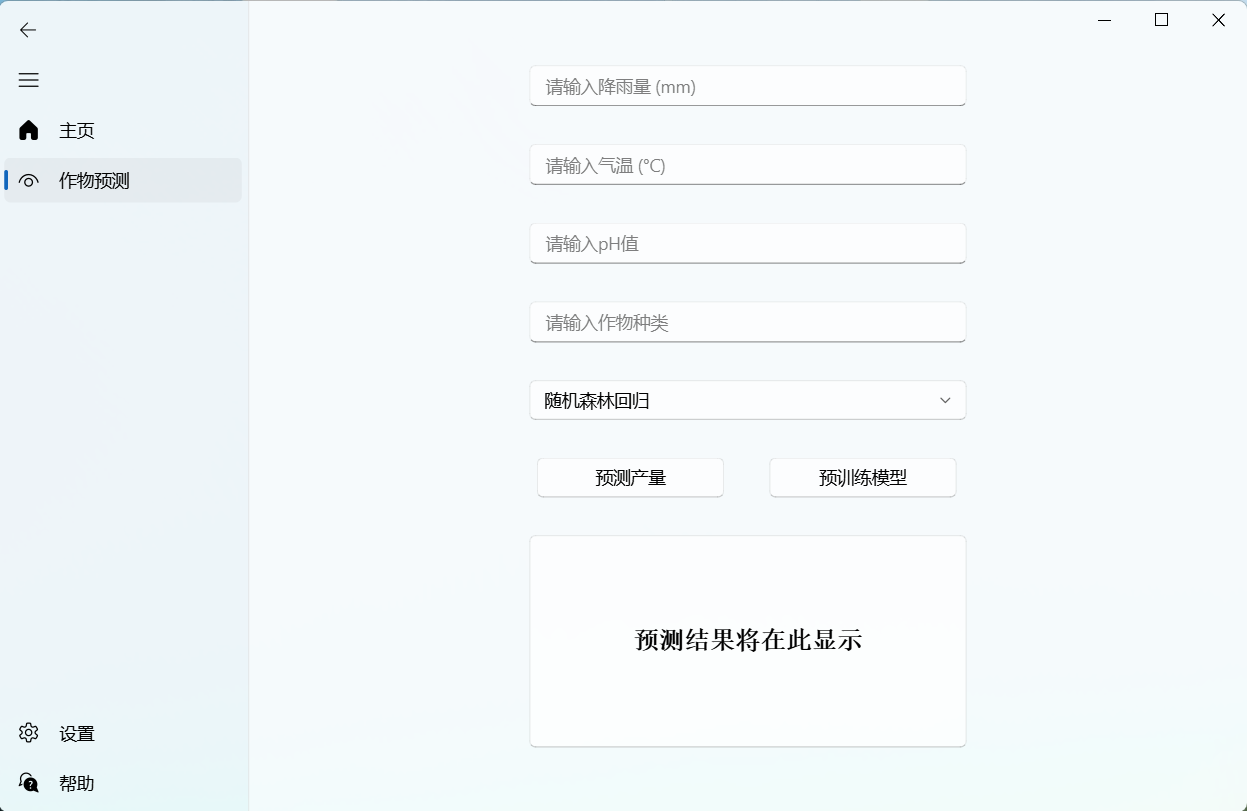 主页
作物预测
设置
帮助
请输入降雨量 (mm)
请输入气温 (°C)
请输入pH值
请输入作物种类
随机森林回归
预测产量
预训练模型
预测结果将在此显示